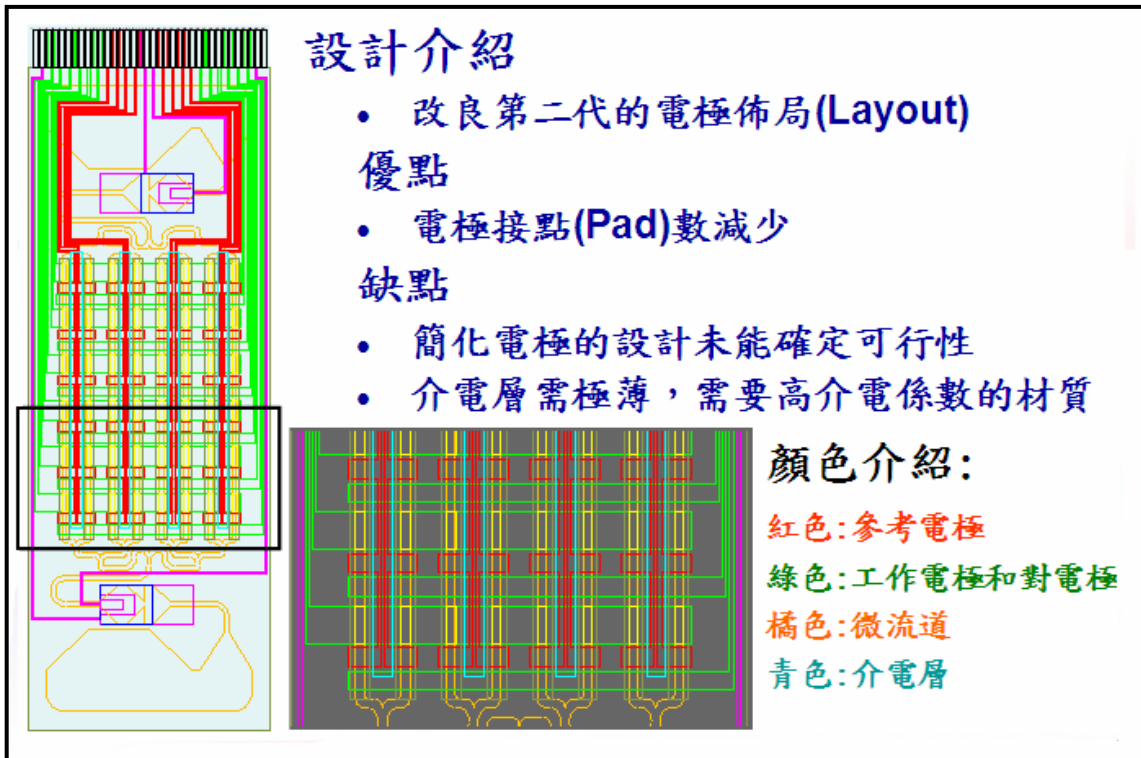 設計介紹
• 改良第二代的電極佈局(Layout)
優點
• 電極接點(Pad)數減少
缺點
• 簡化電極的設計未能確定可行性
• 介電層需極薄，需要高介電係數的材質
顏色介紹:
紅色:參考電極
綠色:工作電極和對電極
橘色:微流道
青色:介電層